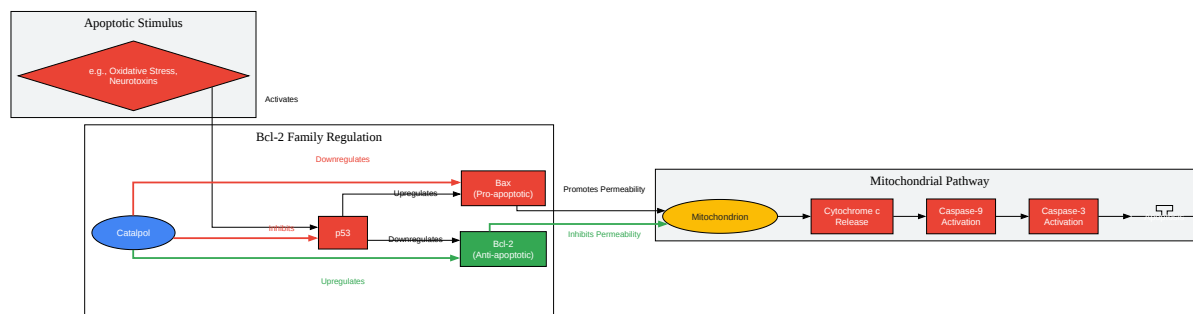 Apoptotic Stimulus
e.g., Oxidative Stress,
Neurotoxins
Activates
Bcl-2 Family Regulation
Downregulates
Bax
(Pro-apoptotic)
Upregulates
Promotes Permeability
Mitochondrial Pathway
Mitochondrion
Cytochrome c
Release
Caspase-9
Activation
Caspase-3
Activation
Catalpol
Inhibits
p53
Downregulates
Bcl-2
(Anti-apoptotic)
Inhibits Permeability
Upregulates